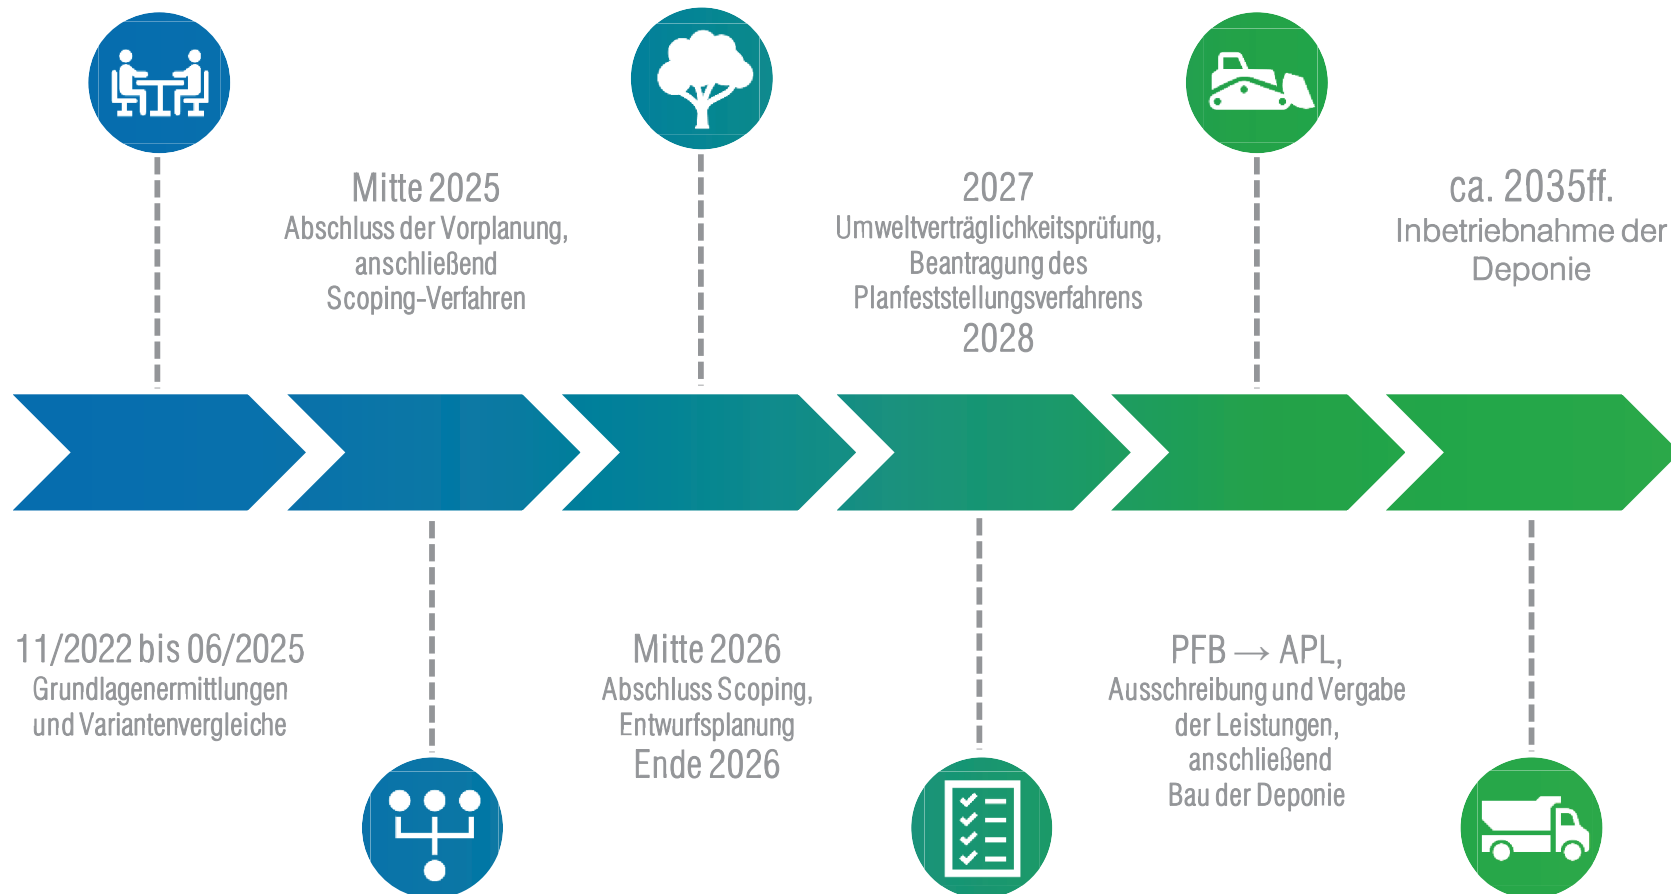 11/2022 bis 06/2025
Grundlagenermittlungen
und Variantenvergleiche
Mitte 2025
Abschluss der Vorplanung,
anschließend
Scoping-Verfahren
Mitte 2026
Abschluss Scoping,
Entwurfsplanung
Ende 2026
2027
Umweltverträglichkeitsprüfung,
Beantragung des
Planfeststellungsverfahrens
2028
PFB → APL,
Ausschreibung und Vergabe
der Leistungen,
anschließend
Bau der Deponie
ca. 2035ff.
Inbetriebnahme der
Deponie